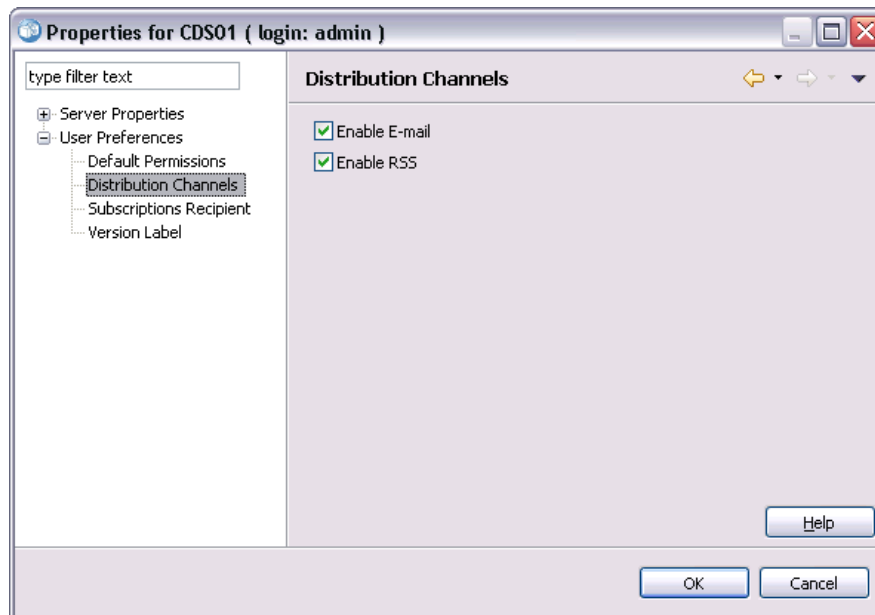 Properties for CDS01 ( login: admin )
type filter text
Server Properties
User Preferences
Default Permissions
Distribution Channels
Subscriptions Recipient
Version Label
Distribution Channels
Enable E-mail
Enable RSS
Help
OK
Cancel